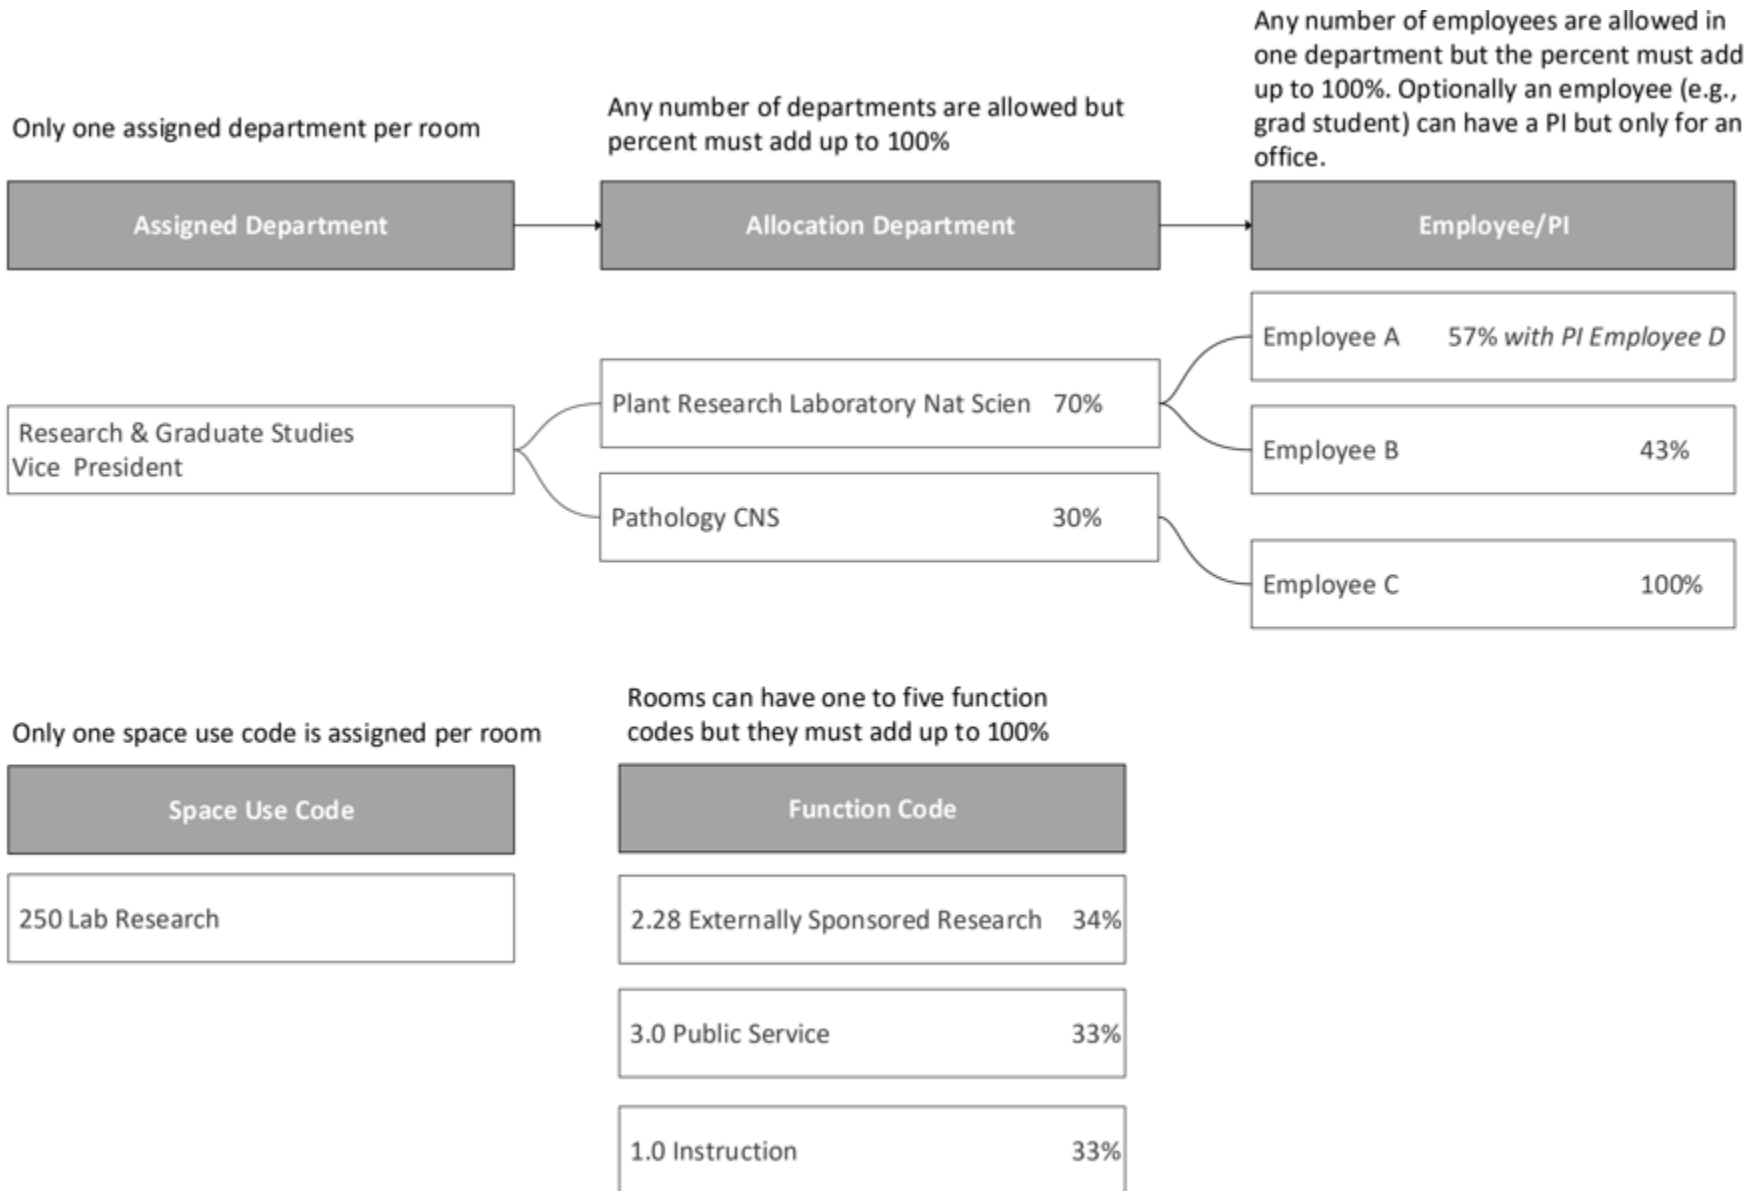 Only one assigned department per room
Any number of departments are allowed but
percent must add up to 100%
Any number of employees are allowed in
one department but the percent must add
up to 100%. Optionally an employee (e.g.,
grad student) can have a PI but only for an
office.
Assigned Department
Allocation Department
Employee/PI
Research & Graduate Studies
Vice President
Plant Research Laboratory Nat Scien 70%
Pathology CNS 30%
Employee A 57% with PI Employee D
Employee B 43%
Employee C 100%
Only one space use code is assigned per room
Rooms can have one to five function
codes but they must add up to 100%
Space Use Code
Function Code
250 Lab Research
2.28 Externally Sponsored Research 34%
3.0 Public Service 33%
1.0 Instruction 33%